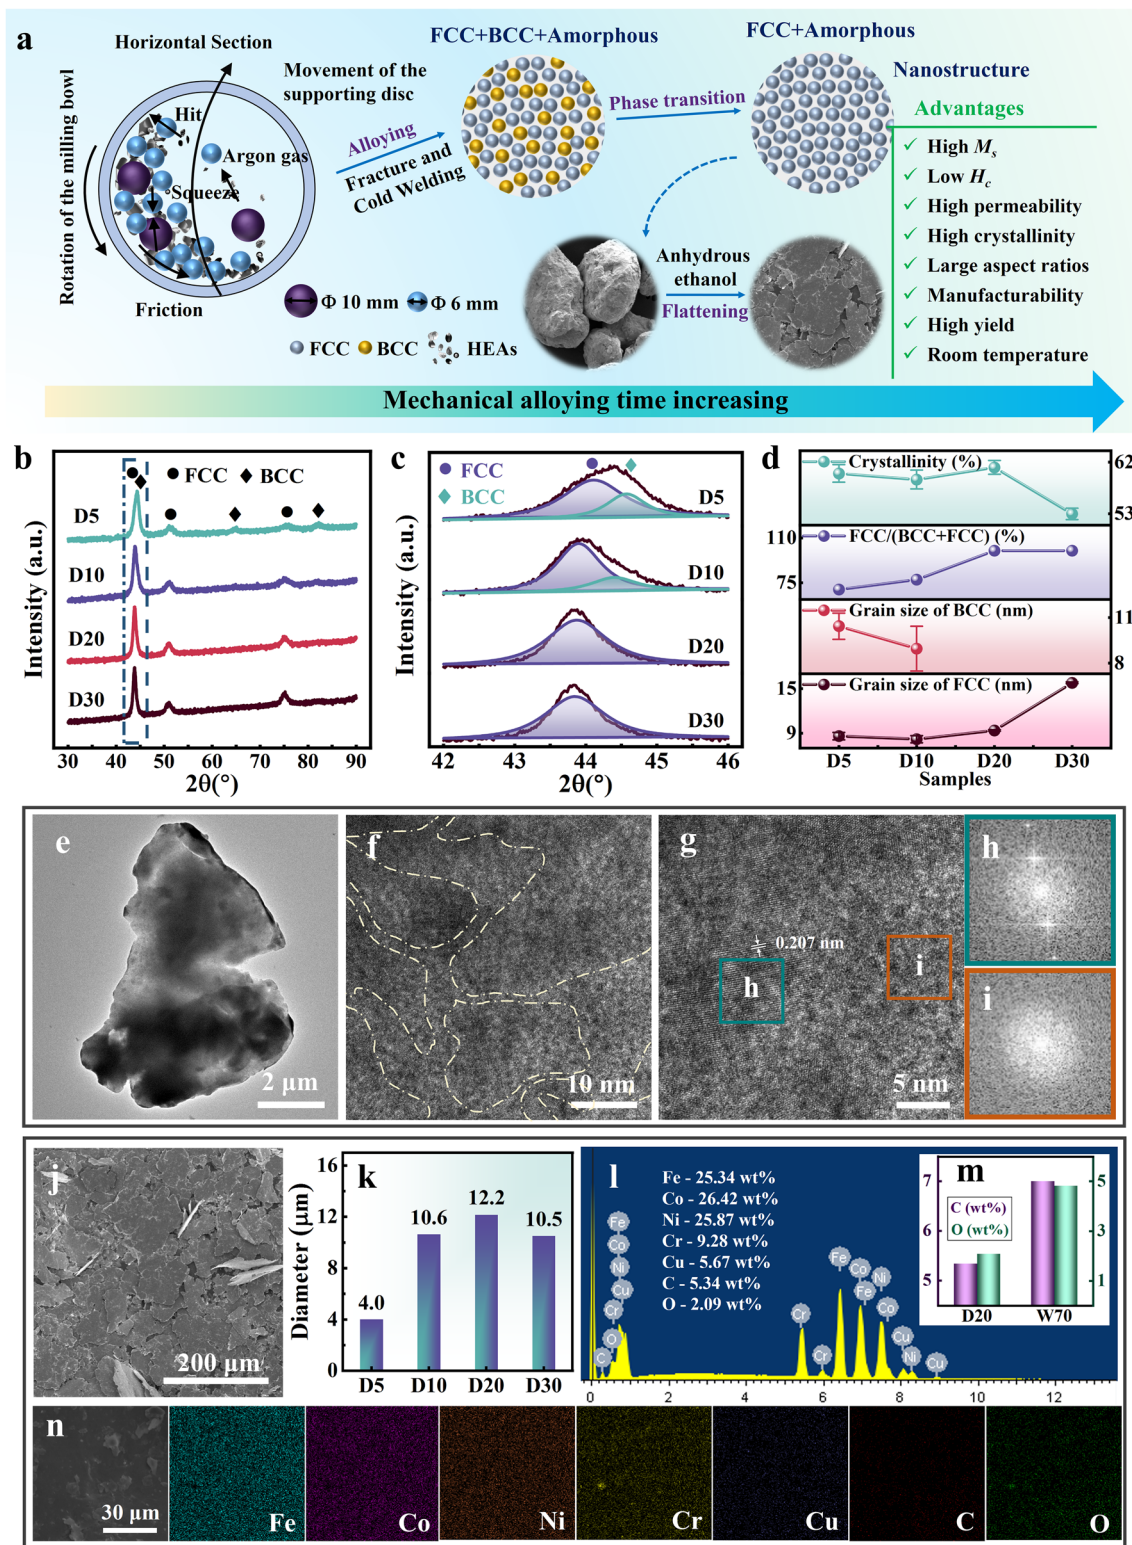 a
Horizontal Section
Rotation of the milling bowl
Hit
Argon gas
Squeeze
Friction
Movement of the
supporting disc
Alloying
Fracture and
Cold Welding
FCC+BCC+Amorphous
Phase transition
FCC+Amorphous
Nanostructure
Advantages
✓ High Ms
✓ Low Hc
✓ High permeability
✓ High crystallinity
✓ Large aspect ratios
✓ Manufacturability
✓ High yield
✓ Room temperature
Anhydrous
ethanol
Flattening
Φ 10 mm Φ 6 mm
FCC BCC HEAs
Mechanical alloying time increasing
b
FCC BCC
D5
D10
D20
D30
Intensity (a.u.)
30 40 50 60 70 80 90
2θ(°)
c
FCC
BCC
D5
D10
D20
D30
Intensity (a.u.)
42 43 44 45 46
2θ(°)
d
Crystallinity (%)
62
53
FCC/(BCC+FCC) (%)
110
75
Grain size of BCC (nm)
11
8
Grain size of FCC (nm)
15
9
D5 D10 D20 D30
Samples
e
2 μm
f
10 nm
g
0.207 nm
h
i
5 nm
h
i
j
200 μm
k
Diameter (μm)
16
12
8
4
0
4.0
10.6
12.2
10.5
D5 D10 D20 D30
l
Fe - 25.34 wt%
Co - 26.42 wt%
Ni - 25.87 wt%
Cr - 9.28 wt%
Cu - 5.67 wt%
C - 5.34 wt%
O - 2.09 wt%
Fe
Co
Ni
Cu
Cr
O
C
Cr
Cr
Fe
Co
Fe
Ni
Co
Cu
Ni
Cu
0 2 4 6 8 10 12
m
C (wt%)
O (wt%)
7
6
5
5
3
1
D20 W70
n
30 μm
Fe
Co
Ni
Cr
Cu
C
O